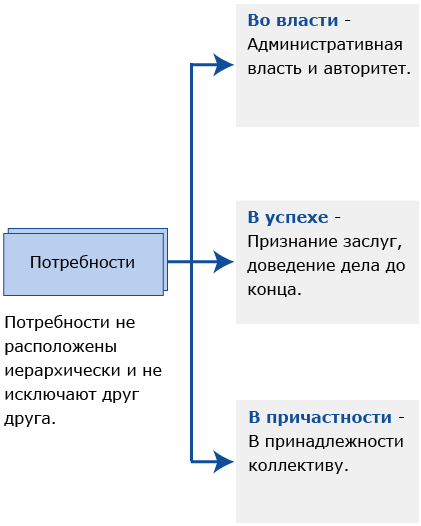 Во власти -
Административная
власть и авторитет.
В успехе -
Признание заслуг,
доведение дела до
конца.
Потребности
Потребности не
расположены
иерархически и не
исключают друг
друга.
В причастности -
В принадлежности
коллективу.